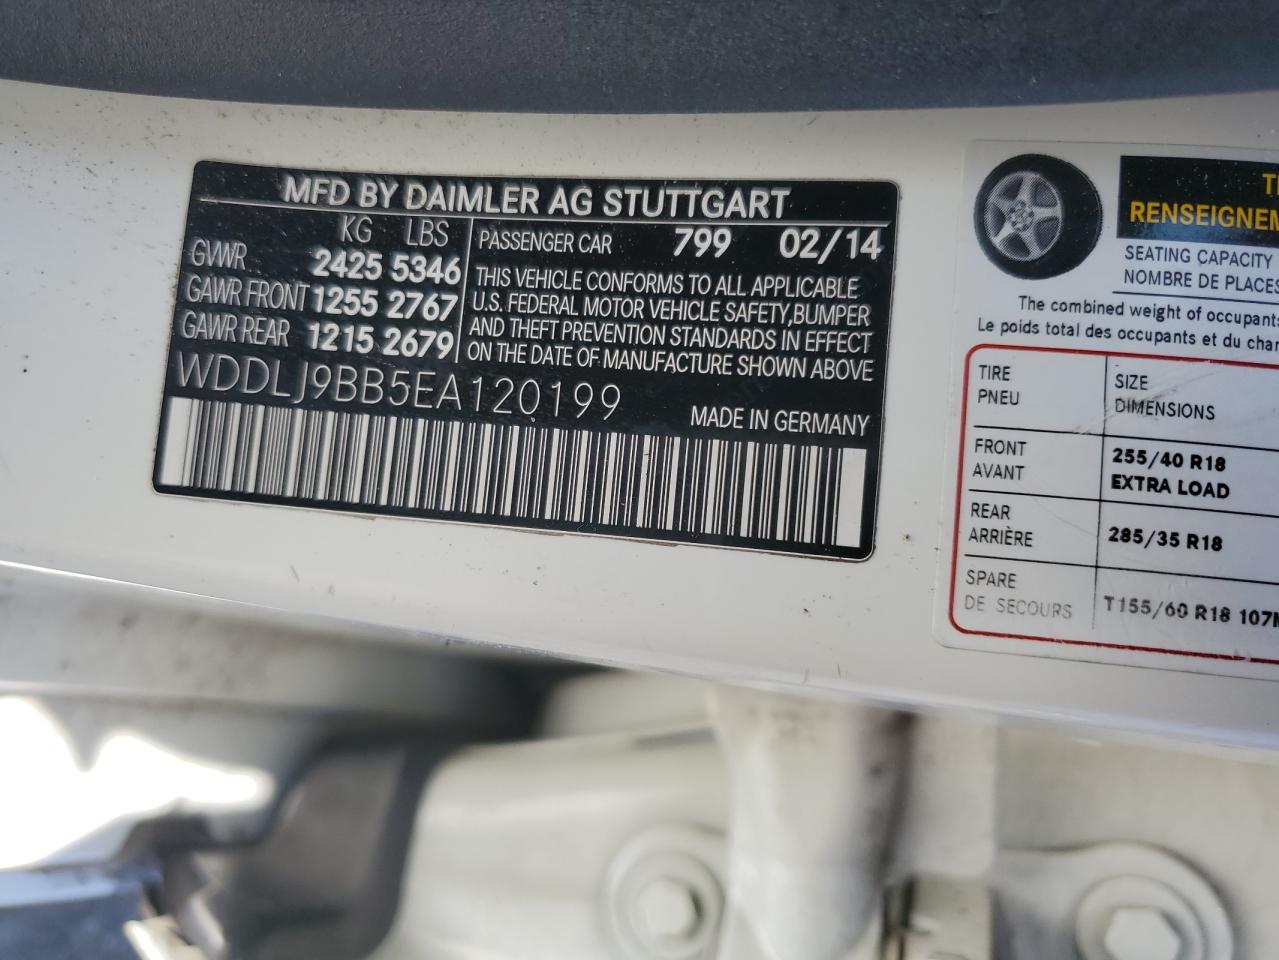 MFD BY DAIMLER AG STUTTGART
KG LBS
GVWR 2425 5346
GAWR FRONT 1255 2767
GAWR REAR 1215 2679
PASSENGER CAR 799 02/14
THIS VEHICLE CONFORMS TO ALL APPLICABLE
U.S. FEDERAL MOTOR VEHICLE SAFETY,BUMPER
AND THEFT PREVENTION STANDARDS IN EFFECT
ON THE DATE OF MANUFACTURE SHOWN ABOVE
WDDLJ9BB5EA120199
MADE IN GERMANY
RENSEIGNEM
SEATING CAPACITY
NOMBRE DE PLACES
The combined weight of occupants
Le poids total des occupants et du char
TIRE SIZE
PNEU DIMENSIONS
FRONT 255/40 R18
AVANT EXTRA LOAD
REAR
ARRIÈRE 285/35 R18
SPARE
DE SECOURS T155/60 R18 107M